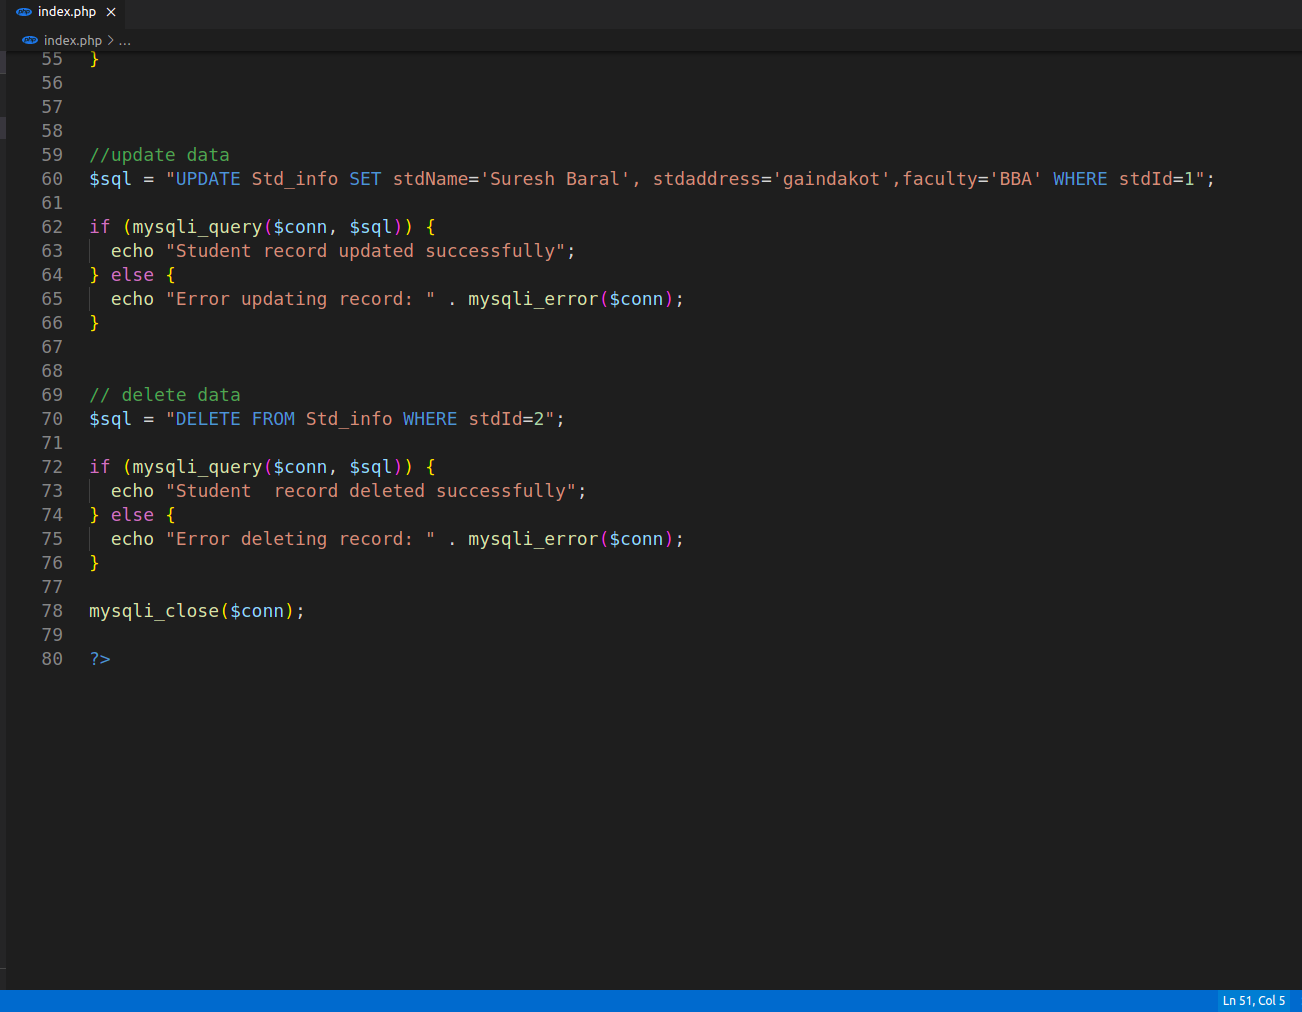 php index.php ×
php index.php > ...
55 }
56
57
58
59 //update data
60 $sql = "UPDATE Std_info SET stdName='Suresh Baral', stdaddress='gaindakot',faculty='BBA' WHERE stdId=1";
61
62 if (mysqli_query($conn, $sql)) {
63   echo "Student record updated successfully";
64 } else {
65   echo "Error updating record: " . mysqli_error($conn);
66 }
67
68
69 // delete data
70 $sql = "DELETE FROM Std_info WHERE stdId=2";
71
72 if (mysqli_query($conn, $sql)) {
73   echo "Student  record deleted successfully";
74 } else {
75   echo "Error deleting record: " . mysqli_error($conn);
76 }
77
78 mysqli_close($conn);
79
80 ?>
Ln 51, Col 5